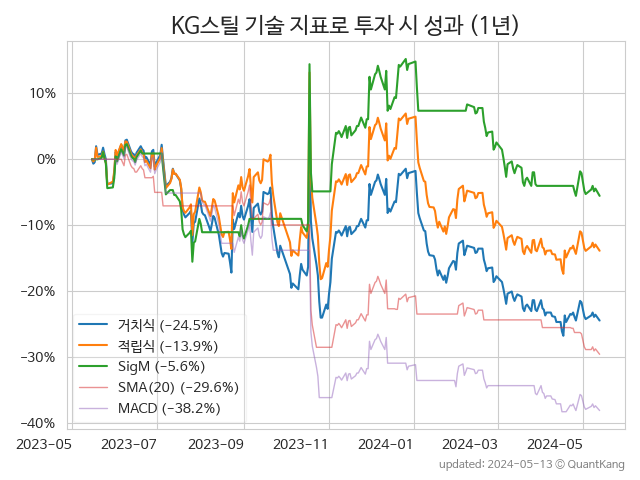 KG스틸 기술 지표로 투자 시 성과 (1년)
10%
0%
−10%
−20%
−30%
−40%
거치식 (−24.5%)
적립식 (−13.9%)
SigM (−5.6%)
SMA(20) (−29.6%)
MACD (−38.2%)
2023-05 2023-07 2023-09 2023-11 2024-01 2024-03 2024-05
updated: 2024-05-13 © QuantKang